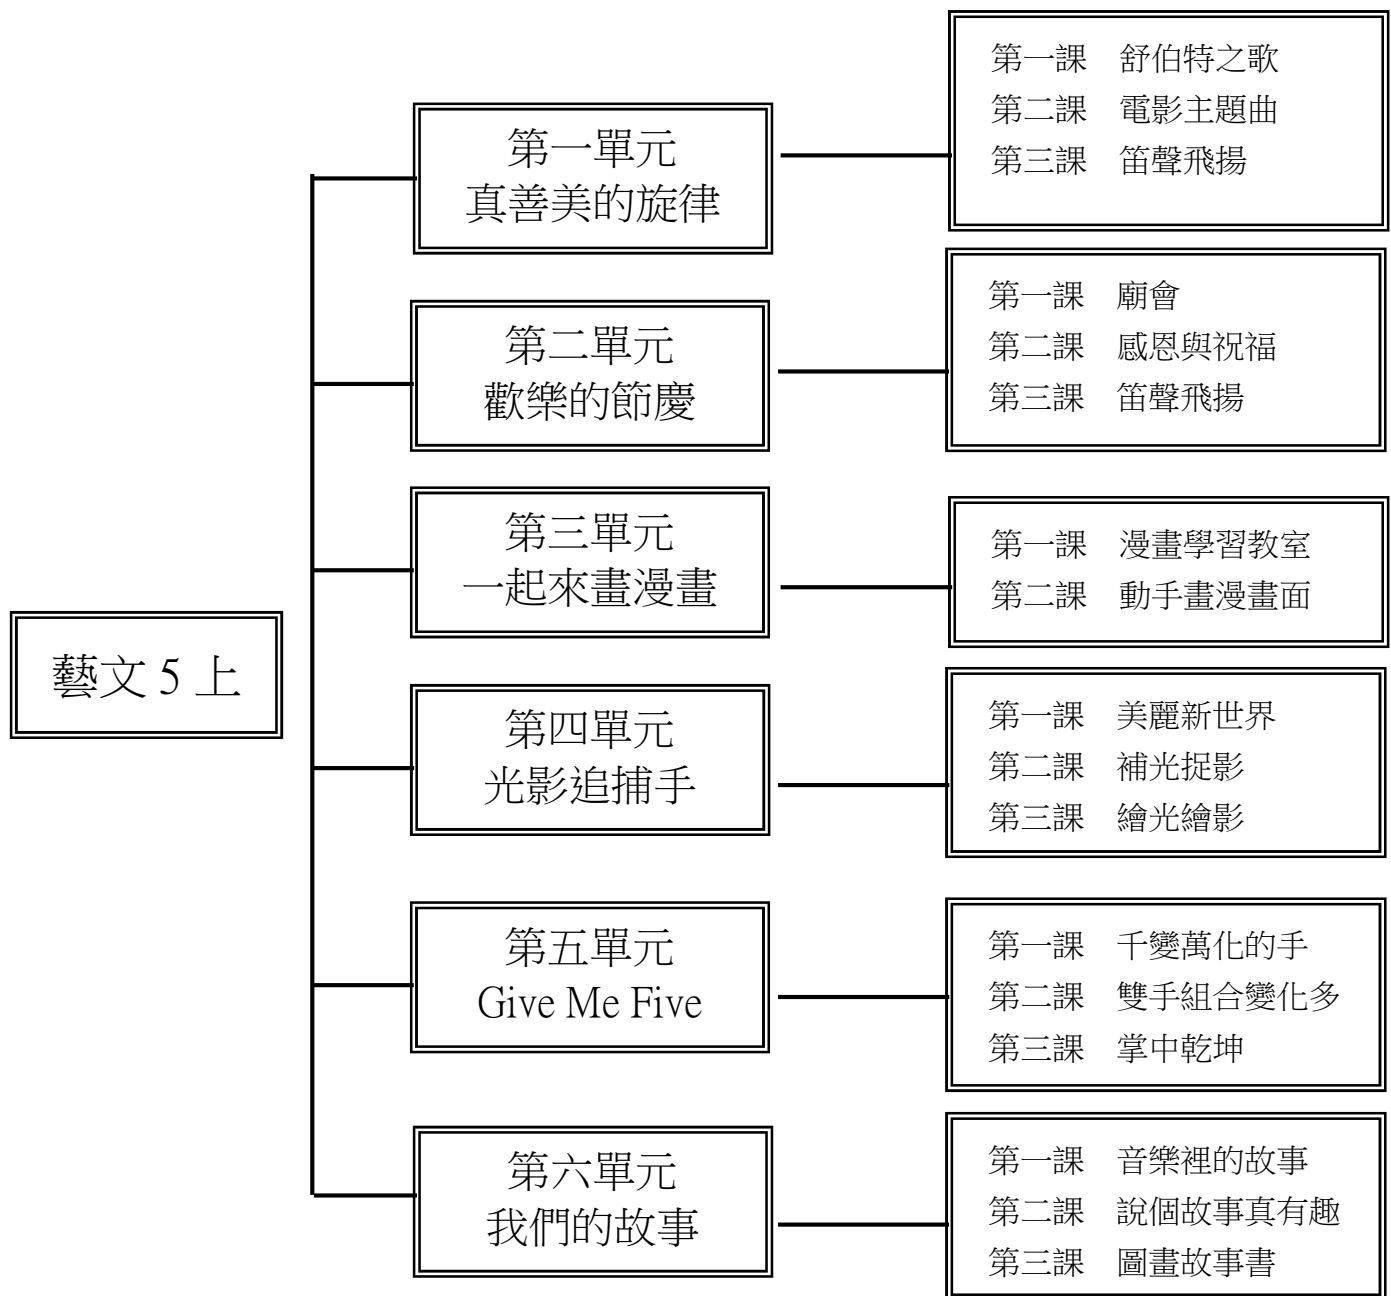 藝文 5 上
第一單元
真善美的旋律
第一課 舒伯特之歌
第二課 電影主題曲
第三課 笛聲飛揚
第二單元
歡樂的節慶
第一課 廟會
第二課 感恩與祝福
第三課 笛聲飛揚
第三單元
一起來畫漫畫
第一課 漫畫學習教室
第二課 動手畫漫畫面
第四單元
光影追捕手
第一課 美麗新世界
第二課 補光捉影
第三課 繪光繪影
第五單元
Give Me Five
第一課 千變萬化的手
第二課 雙手組合變化多
第三課 掌中乾坤
第六單元
我們的故事
第一課 音樂裡的故事
第二課 說個故事真有趣
第三課 圖畫故事書